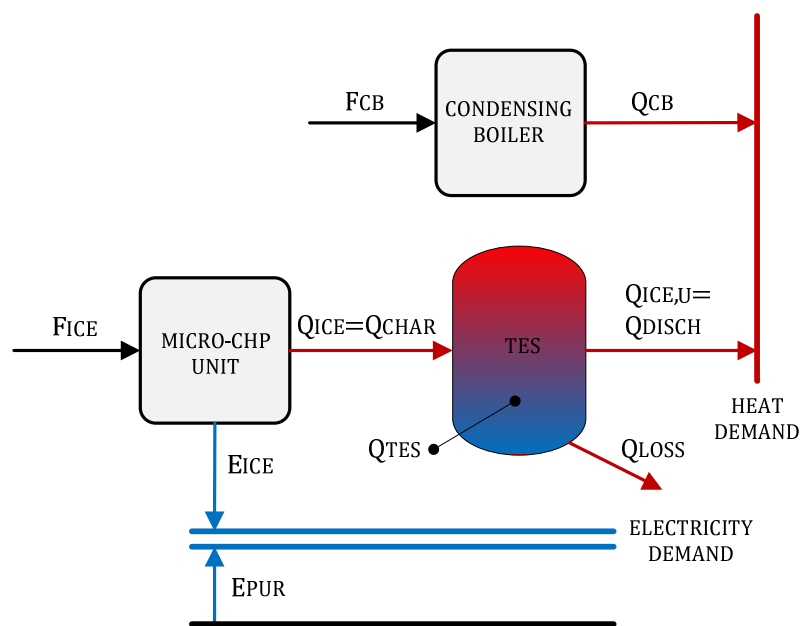 FCB
CONDENSING
BOILER
QCB
FICE
MICRO-CHP
UNIT
QICE=QCHAR
TES
QICE,U=
QDISCH
HEAT
DEMAND
QTES
QLOSS
EICE
ELECTRICITY
DEMAND
EPUR